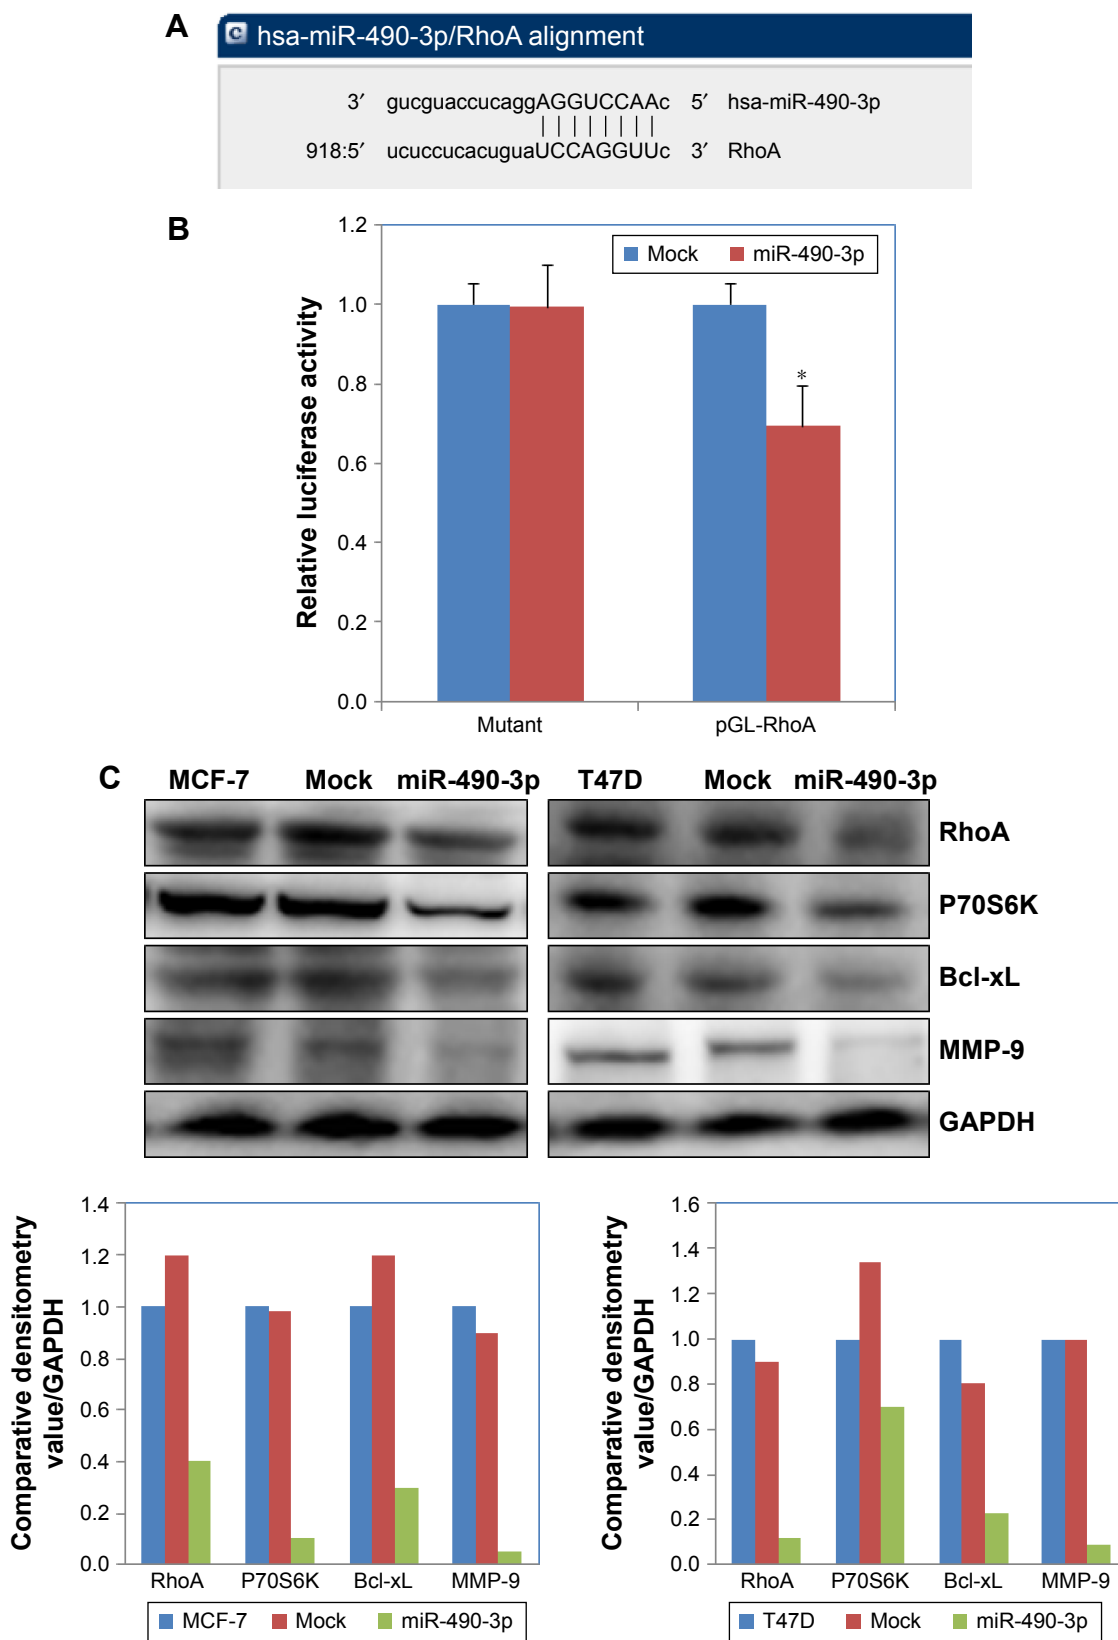 A
c hsa-miR-490-3p/RhoA alignment
3′ gucguaccucaggAGGUCCAAc 5′ hsa-miR-490-3p
918:5′ ucuccucacuguaUCCAGGUUc 3′ RhoA
B
Relative luciferase activity
1.2
1.0
0.8
0.6
0.4
0.2
0.0
Mock miR-490-3p
*
Mutant pGL-RhoA
C
MCF-7 Mock miR-490-3p T47D Mock miR-490-3p
RhoA
P70S6K
Bcl-xL
MMP-9
GAPDH
Comparative densitometry
value/GAPDH
1.4
1.2
1.0
0.8
0.6
0.4
0.2
0.0
RhoA P70S6K Bcl-xL MMP-9
MCF-7 Mock miR-490-3p
Comparative densitometry
value/GAPDH
1.6
1.4
1.2
1.0
0.8
0.6
0.4
0.2
0.0
RhoA P70S6K Bcl-xL MMP-9
T47D Mock miR-490-3p